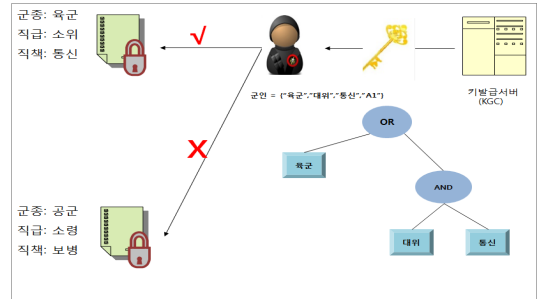 군종: 육군
직급: 소위
직책: 통신
√
군인 = ("육군","대위","통신","A1")
키발급서버
(KGC)
OR
육군
X
AND
대위
통신
군종: 공군
직급: 소령
직책: 보병